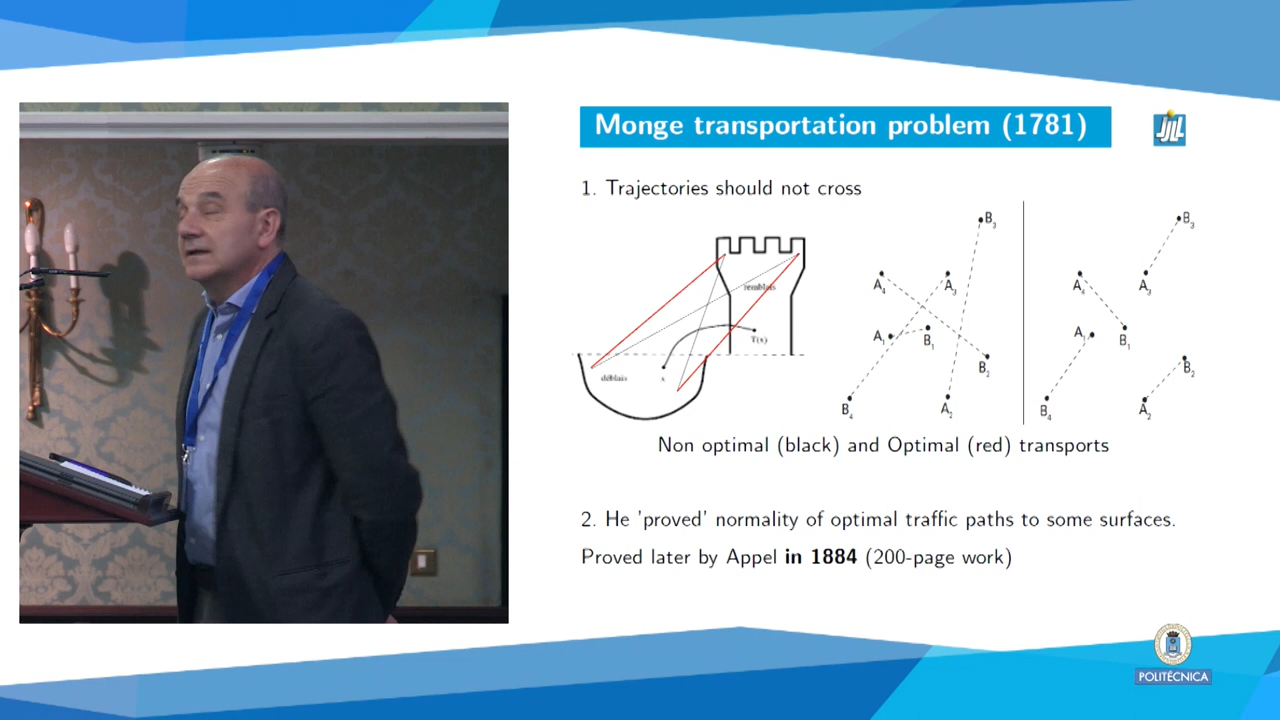 Monge transportation problem (1781)
jjll
1. Trajectories should not cross
remblais
T(x)
déblais
x
B3
A4
A3
A1
B1
B2
B4
A2
B3
A4
A3
A1
B1
B2
B4
A2
Non optimal (black) and Optimal (red) transports
2. He 'proved' normality of optimal traffic paths to some surfaces.
Proved later by Appel in 1884 (200-page work)
POLITÉCNICA